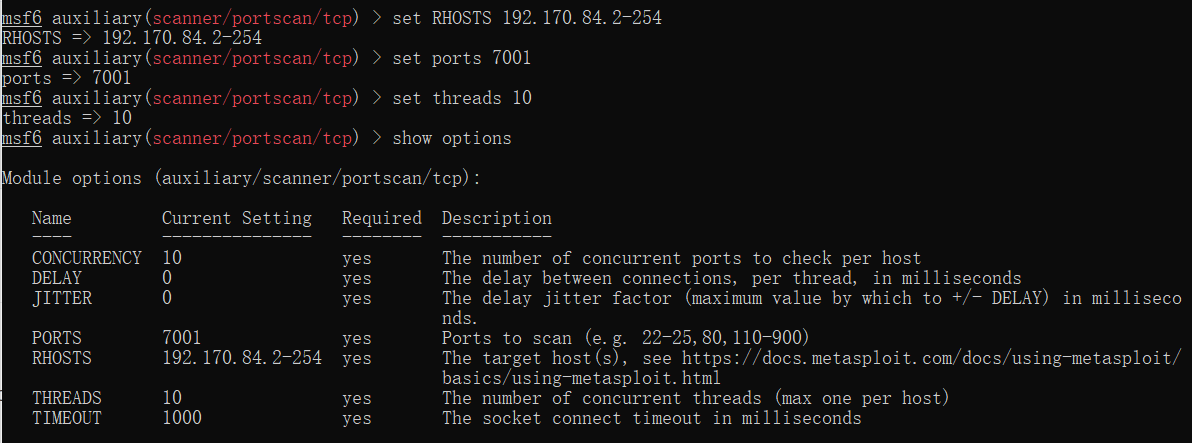 msf6 auxiliary(scanner/portscan/tcp) > set RHOSTS 192.170.84.2-254
RHOSTS => 192.170.84.2-254
msf6 auxiliary(scanner/portscan/tcp) > set ports 7001
ports => 7001
msf6 auxiliary(scanner/portscan/tcp) > set threads 10
threads => 10
msf6 auxiliary(scanner/portscan/tcp) > show options
Module options (auxiliary/scanner/portscan/tcp):
Name Current Setting Required Description
---- --------------- -------- -----------
CONCURRENCY 10 yes The number of concurrent ports to check per host
DELAY 0 yes The delay between connections, per thread, in milliseconds
JITTER 0 yes The delay jitter factor (maximum value by which to +/- DELAY) in milliseco
nds.
PORTS 7001 yes Ports to scan (e.g. 22-25,80,110-900)
RHOSTS 192.170.84.2-254 yes The target host(s), see https://docs.metasploit.com/docs/using-metasploit/
basics/using-metasploit.html
THREADS 10 yes The number of concurrent threads (max one per host)
TIMEOUT 1000 yes The socket connect timeout in milliseconds